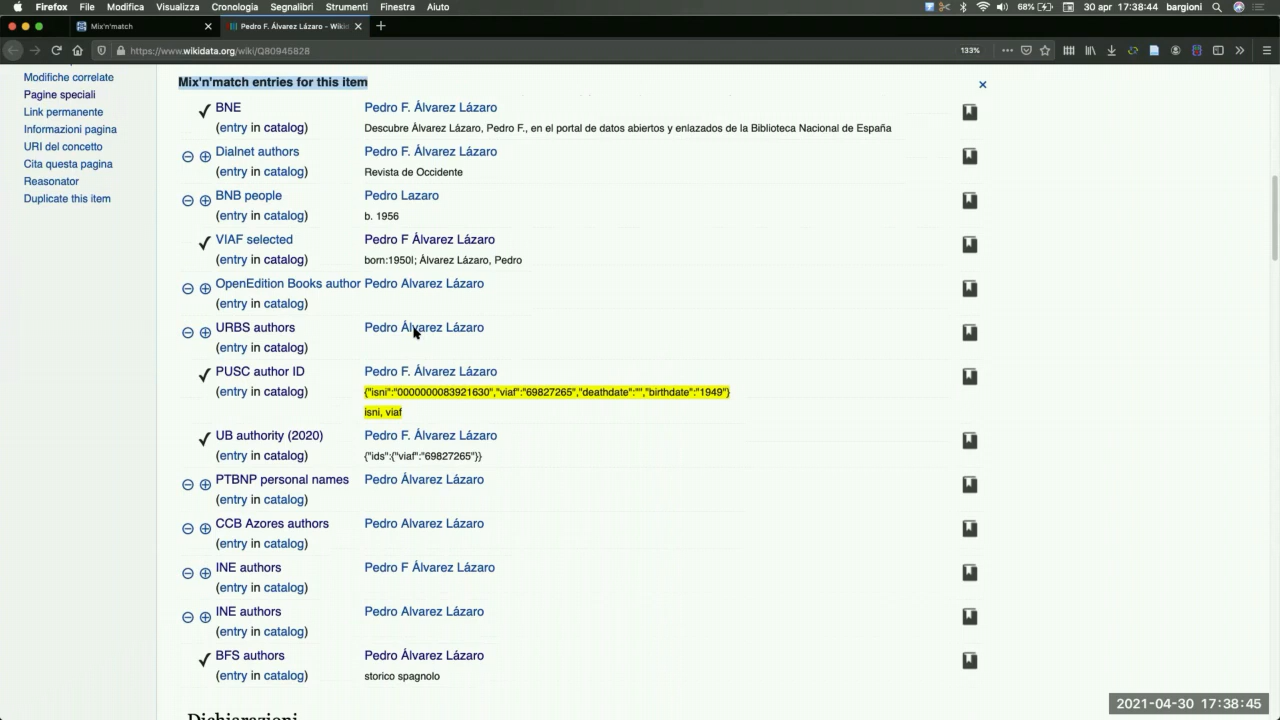 Firefox File Modifica Visualizza Cronologia Segnalibri Strumenti Finestra Aiuto 68% 30 apr 17:38:44 bargioni
Mix'n'match Pedro F. Álvarez Lázaro - Wiki
https://www.wikidata.org/wiki/Q80945828 133%
Modifiche correlate
Pagine speciali
Link permanente
Informazioni pagina
URI del concetto
Cita questa pagina
Reasonator
Duplicate this item
Mix'n'match entries for this item
BNE Pedro F. Álvarez Lázaro
(entry in catalog) Descubre Álvarez Lázaro, Pedro F., en el portal de datos abiertos y enlazados de la Biblioteca Nacional de España
Dialnet authors Pedro F. Álvarez Lázaro
(entry in catalog) Revista de Occidente
BNB people Pedro Lazaro
(entry in catalog) b. 1956
VIAF selected Pedro F Álvarez Lázaro
(entry in catalog) born:1950l; Álvarez Lázaro, Pedro
OpenEdition Books author Pedro Alvarez Lázaro
(entry in catalog)
URBS authors Pedro Álvarez Lázaro
(entry in catalog)
PUSC author ID Pedro F. Álvarez Lázaro
(entry in catalog) {"isni":"0000000083921630","viaf":"69827265","deathdate":"","birthdate":"1949"}
isni, viaf
UB authority (2020) Pedro F. Álvarez Lázaro
(entry in catalog) {"ids":{"viaf":"69827265"}}
PTBNP personal names Pedro Álvarez Lázaro
(entry in catalog)
CCB Azores authors Pedro Alvarez Lázaro
(entry in catalog)
INE authors Pedro F Álvarez Lázaro
(entry in catalog)
INE authors Pedro Alvarez Lázaro
(entry in catalog)
BFS authors Pedro Álvarez Lázaro
(entry in catalog) storico spagnolo
Dichiarazioni
2021-04-30 17:38:45